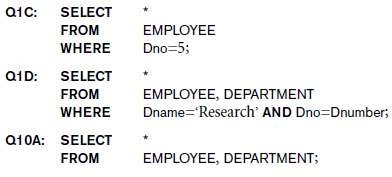 Q1C: SELECT *
FROM EMPLOYEE
WHERE Dno=5;
Q1D: SELECT *
FROM EMPLOYEE, DEPARTMENT
WHERE Dname=‘Research’ AND Dno=Dnumber;
Q10A: SELECT *
FROM EMPLOYEE, DEPARTMENT;